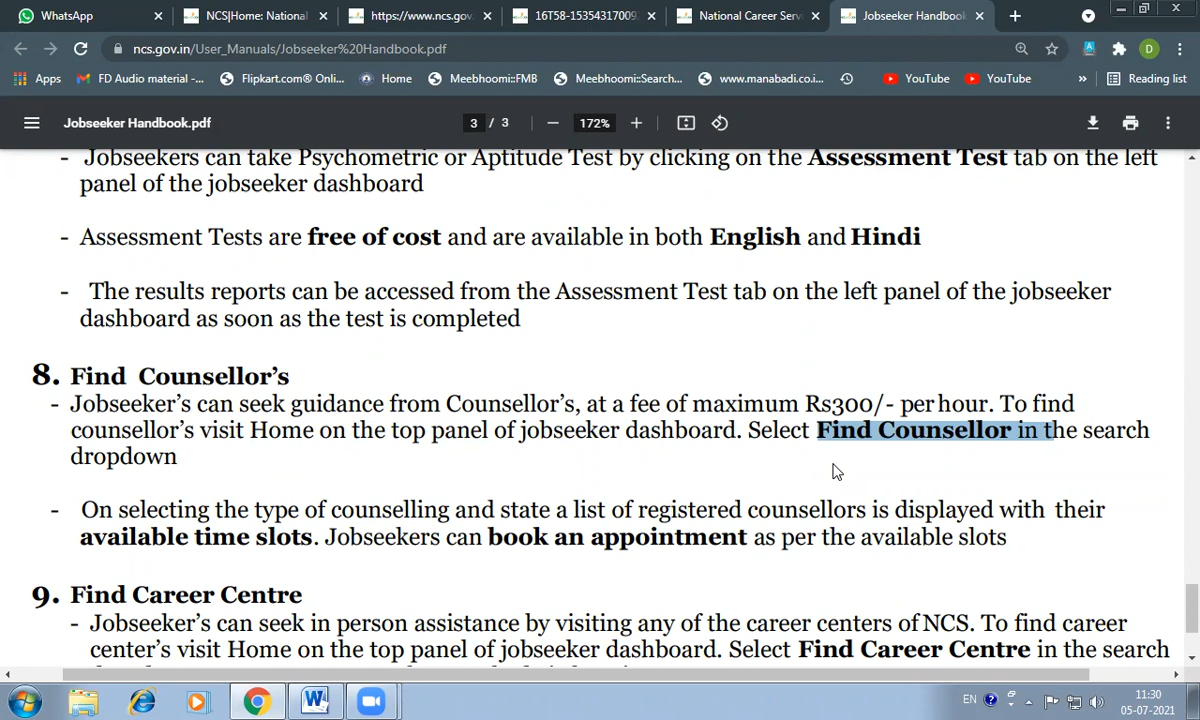 WhatsApp
NCS|Home: National
https://www.ncs.gov.
16T58-1535431700
National Career Serv
Jobseeker Handbook
ncs.gov.in/User_Manuals/Jobseeker%20Handbook.pdf
D
Apps
FD Audio material -...
Flipkart.com® Onli...
Home
Meebhoomi::FMB
Meebhoomi::Search...
www.manabadi.co.i...
YouTube
YouTube
»
Reading list
Jobseeker Handbook.pdf
3 / 3
172%
- Jobseekers can take Psychometric or Aptitude Test by clicking on the Assessment Test tab on the left
panel of the jobseeker dashboard
- Assessment Tests are free of cost and are available in both English and Hindi
- The results reports can be accessed from the Assessment Test tab on the left panel of the jobseeker
dashboard as soon as the test is completed
8. Find Counsellor's
- Jobseeker's can seek guidance from Counsellor's, at a fee of maximum Rs300/- per hour. To find
counsellor's visit Home on the top panel of jobseeker dashboard. Select Find Counsellor in the search
dropdown
- On selecting the type of counselling and state a list of registered counsellors is displayed with their
available time slots. Jobseekers can book an appointment as per the available slots
9. Find Career Centre
- Jobseeker's can seek in person assistance by visiting any of the career centers of NCS. To find career
center's visit Home on the top panel of jobseeker dashboard. Select Find Career Centre in the search
EN
11:30
05-07-2021